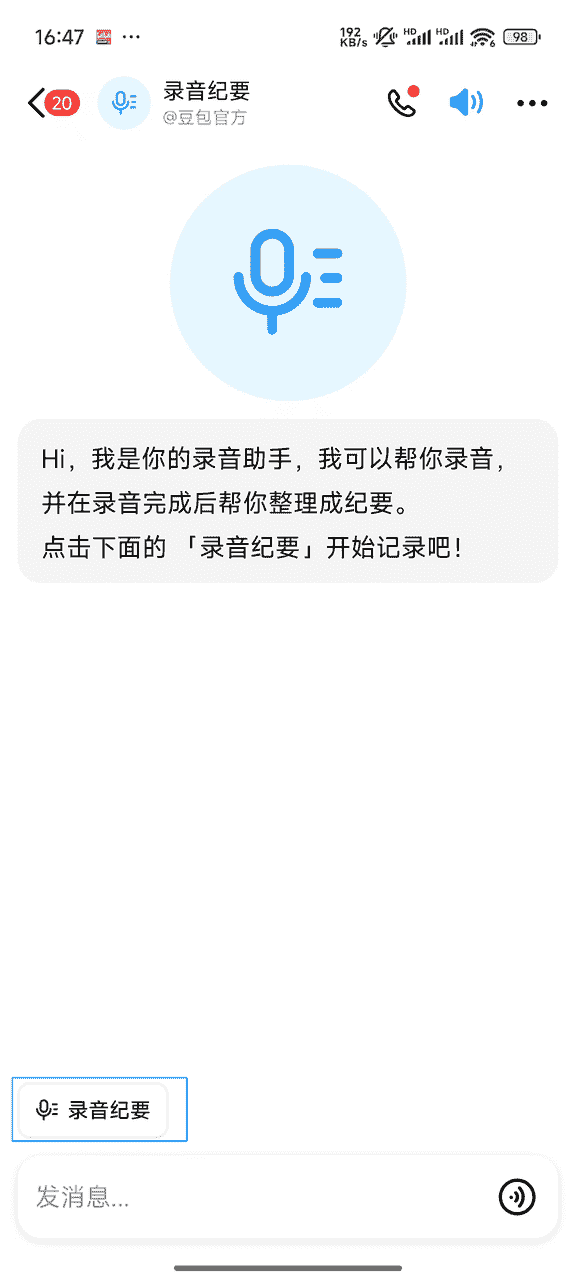 16:47 ··· 192 KB/s HD HD 6 98
20 录音纪要
@豆包官方
Hi，我是你的录音助手，我可以帮你录音，
并在录音完成后帮你整理成纪要。
点击下面的「录音纪要」开始记录吧！
录音纪要
发消息...